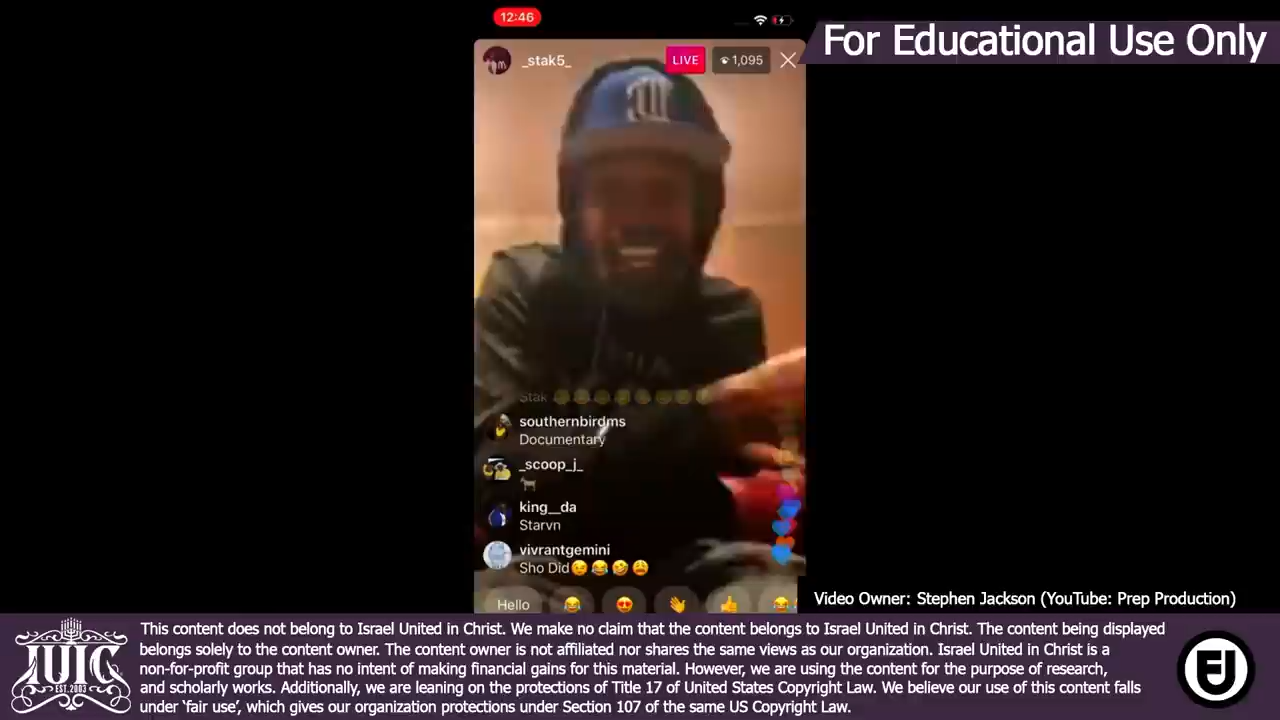 For Educational Use Only
12:46
_stak5_
LIVE
1,095
Stak 😂😂😂😂😂😂😂😂
southernbirdms
Documentary
_scoop_j_
🐐
king__da
Starvn
vivrantgemini
Sho Did😉😂🤣😩
Hello 😂 😍 👋 👍 😂
Video Owner: Stephen Jackson (YouTube: Prep Production)
This content does not belong to Israel United in Christ. We make no claim that the content belongs to Israel United in Christ. The content being displayed
belongs solely to the content owner. The content owner is not affiliated nor shares the same views as our organization. Israel United in Christ is a
non-for-profit group that has no intent of making financial gains for this material. However, we are using the content for the purpose of research,
and scholarly works. Additionally, we are leaning on the protections of Title 17 of United States Copyright Law. We believe our use of this content falls
under ‘fair use’, which gives our organization protections under Section 107 of the same US Copyright Law.
IUIC
EST.2003